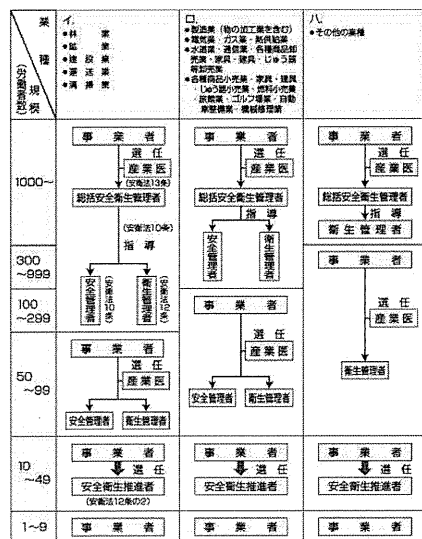 業種
規模
(労働者数)
イ.
●林業
●鉱業
●建設業
●運送業
●清掃業
ロ.
●製造業(物の加工業を含む)
●電気業・ガス業・熱供給業
●水道業・通信業・各種商品卸
売業・家具・建具・じゅう器
等卸売業
●各種商品小売業・家具・建具
・じゅう器小売業・燃料小売業
・旅館業・ゴルフ場業・自動
車整備業・機械修理業
ハ.
●その他の業種
1000~
事業者
選任
産業医
(安衛法13条)
総括安全衛生管理者
(安衛法10条)
指導
安全管理者
衛生管理者
(安衛法12条)
事業者
選任
産業医
総括安全衛生管理者
指導
安全管理者
衛生管理者
事業者
選任
産業医
総括安全衛生管理者
指導
衛生管理者
300
~999
100
~299
事業者
選任
産業医
安全管理者
衛生管理者
事業者
選任
産業医
衛生管理者
50
~99
事業者
選任
産業医
安全管理者
衛生管理者
10
~49
事業者
選任
安全衛生推進者
(安衛法12条の2)
事業者
選任
安全衛生推進者
事業者
選任
安全衛生推進者
1~9
事業者
事業者
事業者